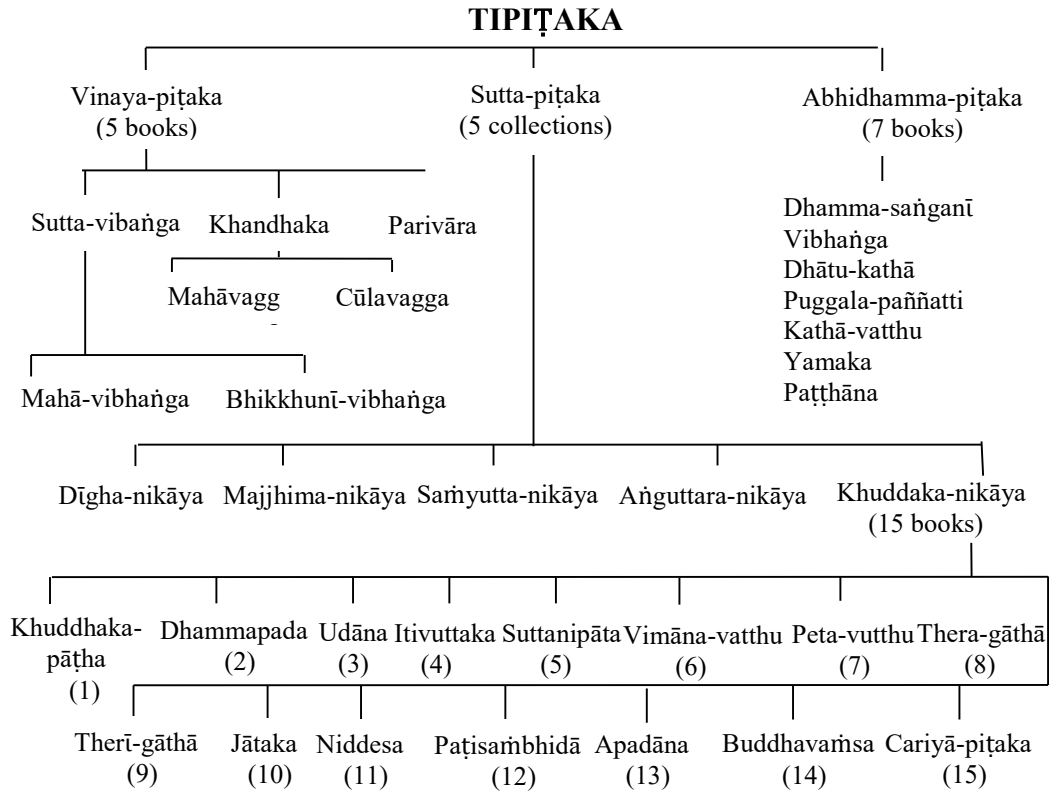 TIPIṬAKA
Vinaya-piṭaka
(5 books)
Sutta-piṭaka
(5 collections)
Abhidhamma-piṭaka
(7 books)
Sutta-vibaṅga
Khandhaka
Parivāra
Mahāvagg
Cūlavagga
Mahā-vibhaṅga
Bhikkhunī-vibhaṅga
Dhamma-saṅganī
Vibhaṅga
Dhātu-kathā
Puggala-paññatti
Kathā-vatthu
Yamaka
Paṭṭhāna
Dīgha-nikāya
Majjhima-nikāya
Saṁyutta-nikāya
Aṅguttara-nikāya
Khuddaka-nikāya
(15 books)
Khuddhaka-
pāṭha
(1)
Dhammapada
(2)
Udāna
(3)
Itivuttaka
(4)
Suttanipāta
(5)
Vimāna-vatthu
(6)
Peta-vutthu
(7)
Thera-gāthā
(8)
Therī-gāthā
(9)
Jātaka
(10)
Niddesa
(11)
Paṭisaṁbhidā
(12)
Apadāna
(13)
Buddhavaṁsa
(14)
Cariyā-piṭaka
(15)